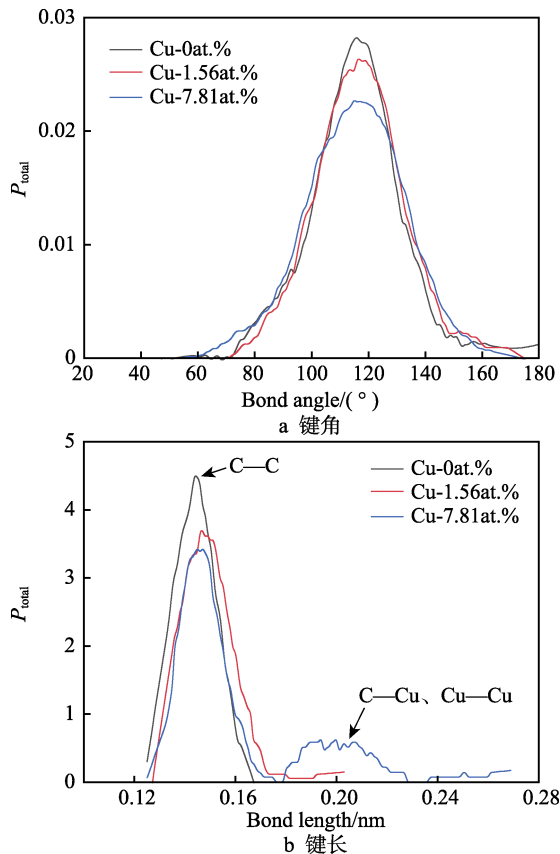 0.03
0.02
0.01
0
P total
Cu-0at.%
Cu-1.56at.%
Cu-7.81at.%
20 40 60 80 100 120 140 160 180
Bond angle/( ° )
a 键角
5
4
3
2
1
0
P total
C—C
Cu-0at.%
Cu-1.56at.%
Cu-7.81at.%
C—Cu、Cu—Cu
0.12 0.16 0.20 0.24 0.28
Bond length/nm
b 键长